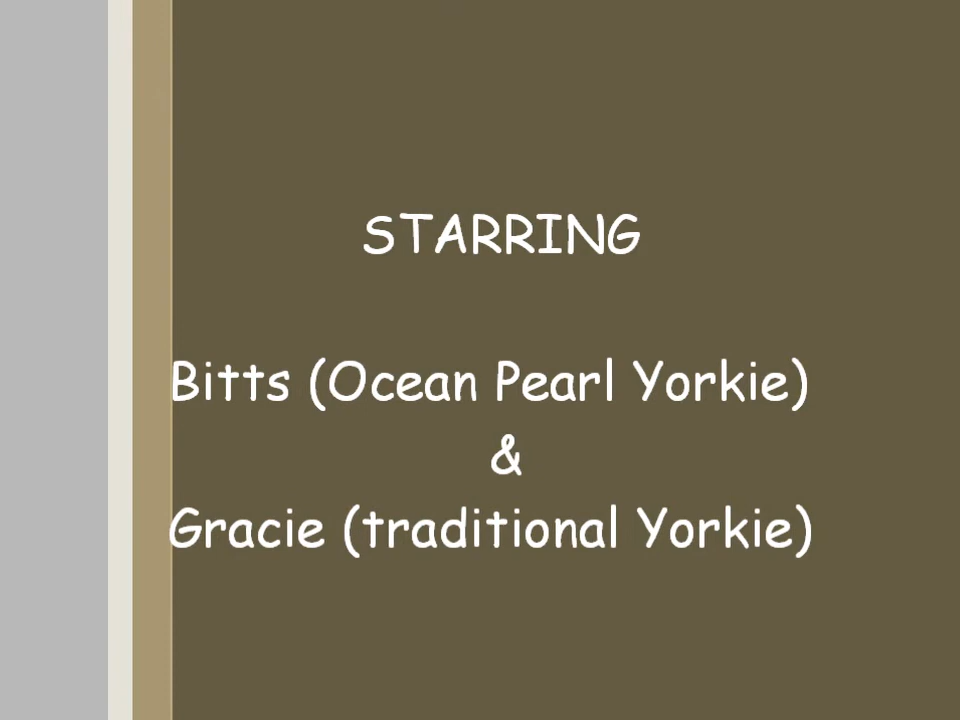 STARRING
Bitts (Ocean Pearl Yorkie)
&
Gracie (traditional Yorkie)